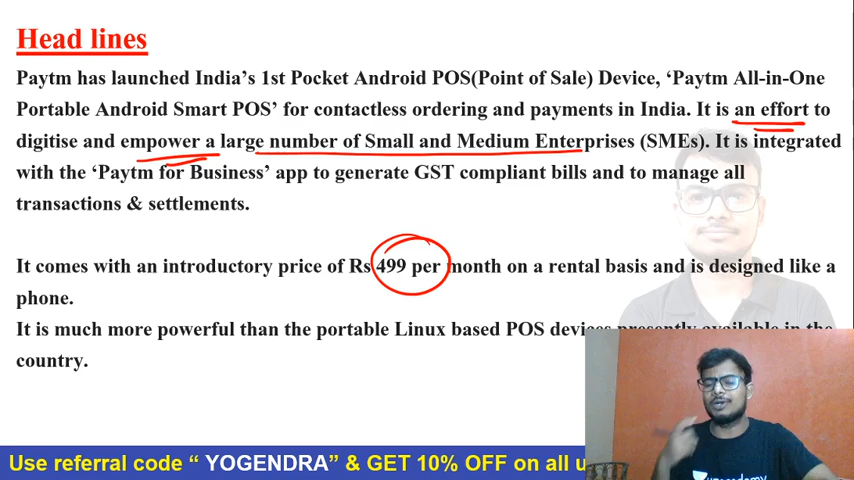 Head lines
Paytm has launched India's 1st Pocket Android POS(Point of Sale) Device, ‘Paytm All-in-One
Portable Android Smart POS’ for contactless ordering and payments in India. It is an effort to
digitise and empower a large number of Small and Medium Enterprises (SMEs). It is integrated
with the ‘Paytm for Business’ app to generate GST compliant bills and to manage all
transactions & settlements.
It comes with an introductory price of Rs 499 per month on a rental basis and is designed like a
phone.
It is much more powerful than the portable Linux based POS devices presently available in the
country.
Use referral code “ YOGENDRA” & GET 10% OFF on all